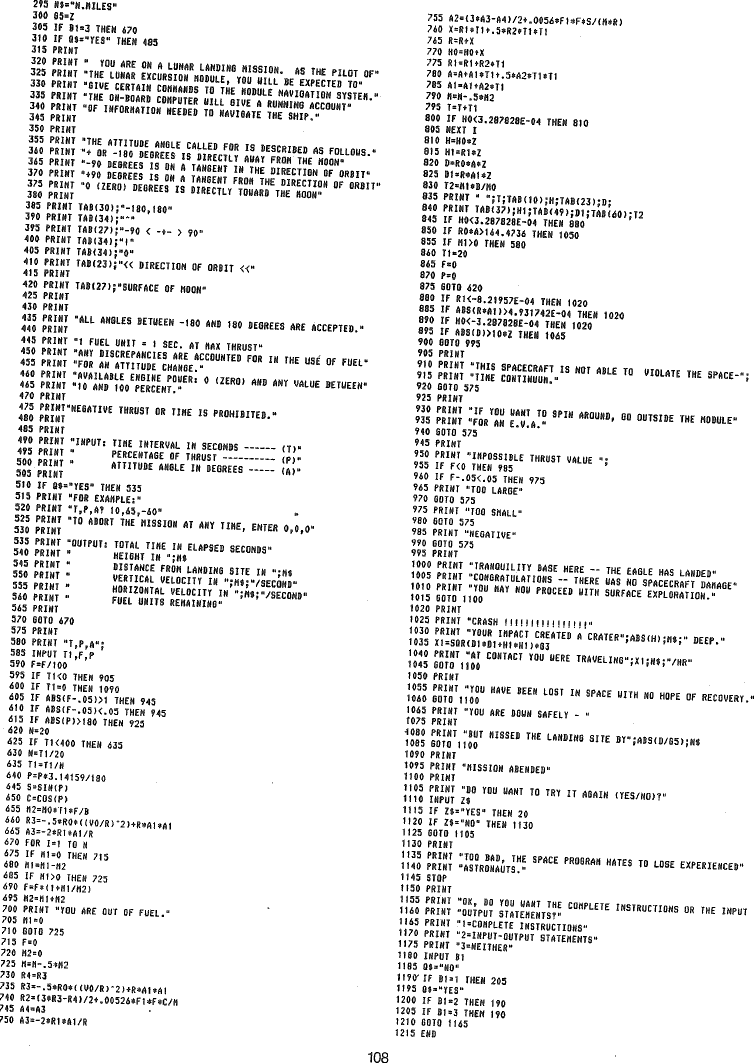 295 N$="N.MILES"
300 G5=Z
305 IF B1=3 THEN 670
310 IF Q$="YES" THEN 485
315 PRINT
320 PRINT "  YOU ARE ON A LUNAR LANDING MISSION.  AS THE PILOT OF"
325 PRINT "THE LUNAR EXCURSION MODULE, YOU WILL BE EXPECTED TO"
330 PRINT "GIVE CERTAIN COMMANDS TO THE MODULE NAVIGATION SYSTEM."
335 PRINT "THE ON-BOARD COMPUTER WILL GIVE A RUNNING ACCOUNT"
340 PRINT "OF INFORMATION NEEDED TO NAVIGATE THE SHIP."
345 PRINT
350 PRINT
355 PRINT "THE ATTITUDE ANGLE CALLED FOR IS DESCRIBED AS FOLLOWS."
360 PRINT "+ OR -180 DEGREES IS DIRECTLY AWAY FROM THE MOON"
365 PRINT "-90 DEGREES IS ON A TANGENT IN THE DIRECTION OF ORBIT"
370 PRINT "+90 DEGREES IS ON A TANGENT FROM THE DIRECTION OF ORBIT"
375 PRINT "0 (ZERO) DEGREES IS DIRECTLY TOWARD THE MOON"
380 PRINT
385 PRINT TAB(30);"-180,180"
390 PRINT TAB(34);"^"
395 PRINT TAB(27);"-90 < -+- > 90"
400 PRINT TAB(34);"!"
405 PRINT TAB(34);"0"
410 PRINT TAB(23);"<< DIRECTION OF ORBIT <<"
415 PRINT
420 PRINT TAB(27);"SURFACE OF MOON"
425 PRINT
430 PRINT
435 PRINT "ALL ANGLES BETWEEN -180 AND 180 DEGREES ARE ACCEPTED."
440 PRINT
445 PRINT "1 FUEL UNIT = 1 SEC. AT MAX THRUST"
450 PRINT "ANY DISCREPANCIES ARE ACCOUNTED FOR IN THE USE OF FUEL"
455 PRINT "FOR AN ATTITUDE CHANGE."
460 PRINT "AVAILABLE ENGINE POWER: 0 (ZERO) AND ANY VALUE BETWEEN"
465 PRINT "10 AND 100 PERCENT."
470 PRINT
475 PRINT"NEGATIVE THRUST OR TIME IS PROHIBITED."
480 PRINT
485 PRINT
490 PRINT "INPUT: TIME INTERVAL IN SECONDS ------ (T)"
495 PRINT "       PERCENTAGE OF THRUST ---------- (P)"
500 PRINT "       ATTITUDE ANGLE IN DEGREES ----- (A)"
505 PRINT
510 IF Q$="YES" THEN 535
515 PRINT "FOR EXAMPLE:"
520 PRINT "T,P,A? 10,65,-60"
525 PRINT "TO ABORT THE MISSION AT ANY TIME, ENTER 0,0,0"
530 PRINT
535 PRINT "OUTPUT: TOTAL TIME IN ELAPSED SECONDS"
540 PRINT "        HEIGHT IN ";M$
545 PRINT "        DISTANCE FROM LANDING SITE IN ";M$
550 PRINT "        VERTICAL VELOCITY IN ";M$;"/SECOND"
555 PRINT "        HORIZONTAL VELOCITY IN ";M$;"/SECOND"
560 PRINT "        FUEL UNITS REMAINING"
565 PRINT
570 GOTO 670
575 PRINT
580 PRINT "T,P,A";
585 INPUT T1,F,P
590 F=F/100
595 IF T1<0 THEN 905
600 IF T1=0 THEN 1090
605 IF ABS(F-.05)>1 THEN 945
610 IF ABS(F-.05)<.05 THEN 945
615 IF ABS(P)>180 THEN 925
620 N=20
625 IF T1<400 THEN 635
630 N=T1/20
635 T1=T1/N
640 P=P*3.14159/180
645 S=SIN(P)
650 C=COS(P)
655 M2=M0*T1*F/B
660 R3=-.5*R0*((V0/R)^2)+R*A1*A1
665 A3=-2*R1*A1/R
670 FOR I=1 TO N
675 IF M1=0 THEN 715
680 M1=M1-M2
685 IF M1>0 THEN 725
690 F=F*(1+M1/M2)
695 M2=M1+M2
700 PRINT "YOU ARE OUT OF FUEL."
705 M1=0
710 GOTO 725
715 F=0
720 M2=0
725 M=M-.5*M2
730 R4=R3
735 R3=-.5*R0*((V0/R)^2)+R*A1*A1
740 R2=(3*R3-R4)/2+.00526*F1*F*C/M
745 A4=A3
750 A3=-2*R1*A1/R
755 A2=(3*A3-A4)/2+.0056*F1*F*S/(M*R)
760 X=R1*T1+.5*R2*T1*T1
765 R=R+X
770 H0=H0+X
775 R1=R1+R2*T1
780 A=A+A1*T1+.5*A2*T1*T1
785 A1=A1+A2*T1
790 M=M-.5*M2
795 T=T+T1
800 IF H0<3.287828E-04 THEN 810
805 NEXT I
810 H=H0*Z
815 H1=R1*Z
820 D=R0*A*Z
825 D1=R*A1*Z
830 T2=M1*B/M0
835 PRINT " ";T;TAB(10);H;TAB(23);D;
840 PRINT TAB(37);H1;TAB(49);D1;TAB(60);T2
845 IF H0<3.287828E-04 THEN 880
850 IF R0*A>164.4736 THEN 1050
855 IF M1>0 THEN 580
860 T1=20
865 F=0
870 P=0
875 GOTO 620
880 IF R1<-8.21957E-04 THEN 1020
885 IF ABS(R*A1)>4.931742E-04 THEN 1020
890 IF H0<-3.287828E-04 THEN 1020
895 IF ABS(D)>10*Z THEN 1065
900 GOTO 995
905 PRINT
910 PRINT "THIS SPACECRAFT IS NOT ABLE TO  VIOLATE THE SPACE-";
915 PRINT "TIME CONTINUUM."
920 GOTO 575
925 PRINT
930 PRINT "IF YOU WANT TO SPIN AROUND, GO OUTSIDE THE MODULE"
935 PRINT "FOR AN E.V.A."
940 GOTO 575
945 PRINT
950 PRINT "IMPOSSIBLE THRUST VALUE ";
955 IF F<0 THEN 985
960 IF F-.05<.05 THEN 975
965 PRINT "TOO LARGE"
970 GOTO 575
975 PRINT "TOO SMALL"
980 GOTO 575
985 PRINT "NEGATIVE"
990 GOTO 575
995 PRINT
1000 PRINT "TRANQUILITY BASE HERE -- THE EAGLE HAS LANDED"
1005 PRINT "CONGRATULATIONS -- THERE WAS NO SPACECRAFT DAMAGE"
1010 PRINT "YOU MAY NOW PROCEED WITH SURFACE EXPLORATION."
1015 GOTO 1100
1020 PRINT
1025 PRINT "CRASH !!!!!!!!!!!!!!!!"
1030 PRINT "YOUR IMPACT CREATED A CRATER";ABS(H);M$;" DEEP."
1035 X1=SQR(D1*D1+H1*H1)*G3
1040 PRINT "AT CONTACT YOU WERE TRAVELING";X1;N$;"/HR"
1045 GOTO 1100
1050 PRINT
1055 PRINT "YOU HAVE BEEN LOST IN SPACE WITH NO HOPE OF RECOVERY."
1060 GOTO 1100
1065 PRINT "YOU ARE DOWN SAFELY - "
1075 PRINT
1080 PRINT "BUT MISSED THE LANDING SITE BY";ABS(D/G5);N$
1085 GOTO 1100
1090 PRINT
1095 PRINT "MISSION ABENDED"
1100 PRINT
1105 PRINT "DO YOU WANT TO TRY IT AGAIN (YES/NO)?"
1110 INPUT Z$
1115 IF Z$="YES" THEN 20
1120 IF Z$="NO" THEN 1130
1125 GOTO 1105
1130 PRINT
1135 PRINT "TOO BAD, THE SPACE PROGRAM HATES TO LOSE EXPERIENCED"
1140 PRINT "ASTRONAUTS."
1145 STOP
1150 PRINT
1155 PRINT "OK, DO YOU WANT THE COMPLETE INSTRUCTIONS OR THE INPUT
1160 PRINT "OUTPUT STATEMENTS?"
1165 PRINT "1=COMPLETE INSTRUCTIONS"
1170 PRINT "2=INPUT-OUTPUT STATEMENTS"
1175 PRINT "3=NEITHER"
1180 INPUT B1
1185 Q$="NO"
1190 IF B1=1 THEN 205
1195 Q$="YES"
1200 IF B1=2 THEN 190
1205 IF B1=3 THEN 190
1210 GOTO 1165
1215 END
108